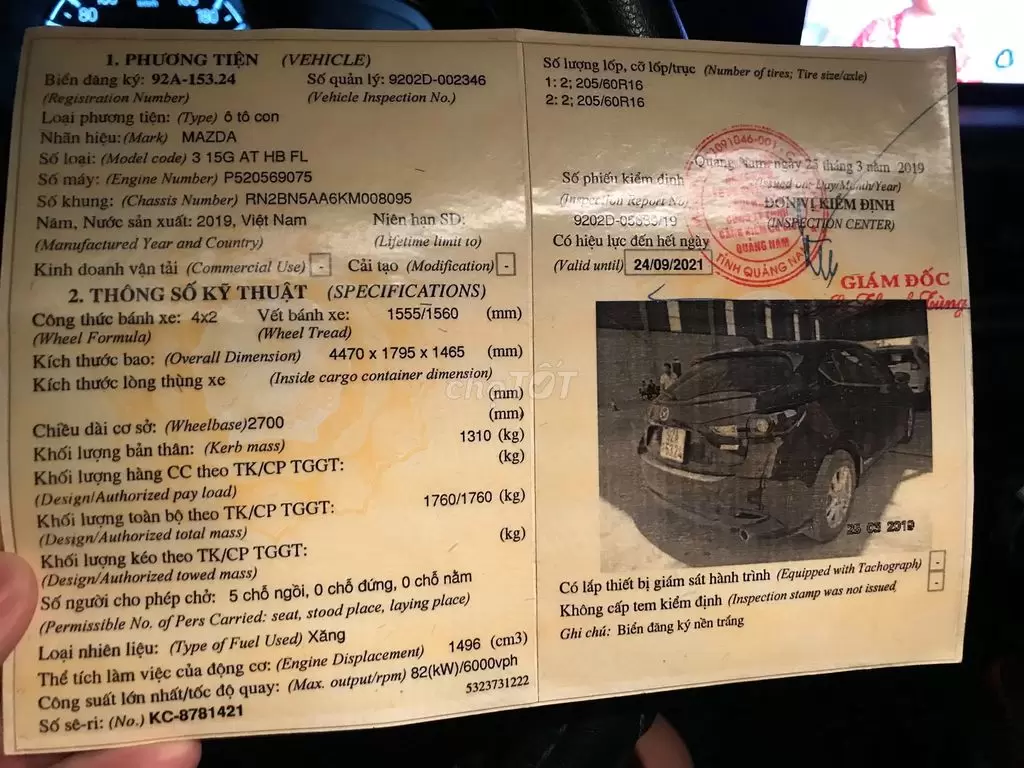 80
180
1. PHƯƠNG TIỆN (VEHICLE)
Biển đăng ký: 92A-153.24 Số quản lý: 9202D-002346
(Registration Number) (Vehicle Inspection No.)
Loại phương tiện: (Type) ô tô con
Nhãn hiệu: (Mark) MAZDA
Số loại: (Model code) 3 15G AT HB FL
Số máy: (Engine Number) P520569075
Số khung: (Chassis Number) RN2BN5AA6KM008095
Năm, Nước sản xuất: 2019, Việt Nam Niên hạn SD:
(Manufactured Year and Country) (Lifetime limit to)
Kinh doanh vận tải (Commercial Use) - Cải tạo (Modification) -
2. THÔNG SỐ KỸ THUẬT (SPECIFICATIONS)
Công thức bánh xe: 4x2 Vết bánh xe: 1555/1560 (mm)
(Wheel Formula) (Wheel Tread)
Kích thước bao: (Overall Dimension) 4470 x 1795 x 1465 (mm)
Kích thước lòng thùng xe (Inside cargo container dimension)
(mm)
Chiều dài cơ sở: (Wheelbase) 2700 (mm)
Khối lượng bản thân: (Kerb mass) 1310 (kg)
Khối lượng hàng CC theo TK/CP TGGT: (kg)
(Design/Authorized pay load)
Khối lượng toàn bộ theo TK/CP TGGT: 1760/1760 (kg)
(Design/Authorized total mass)
Khối lượng kéo theo TK/CP TGGT: (kg)
(Design/Authorized towed mass)
Số người cho phép chở: 5 chỗ ngồi, 0 chỗ đứng, 0 chỗ nằm
(Permissible No. of Pers Carried: seat, stood place, laying place)
Loại nhiên liệu: (Type of Fuel Used) Xăng
Thể tích làm việc của động cơ: (Engine Displacement) 1496 (cm3)
Công suất lớn nhất/tốc độ quay: (Max. output/rpm) 82(kW)/6000vph
5323731222
Số sê-ri: (No.) KC-8781421
Số lượng lốp, cỡ lốp/trục (Number of tires; Tire size/axle)
1: 2; 205/60R16
2: 2; 205/60R16
Quảng Nam, ngày 25 tháng 3 năm 2019
(Issued on: Day/Month/Year)
Số phiếu kiểm định ĐƠN VỊ KIỂM ĐỊNH
(Inspection Report No) (INSPECTION CENTER)
9202D-05635/19
Có hiệu lực đến hết ngày
(Valid until) 24/09/2021
QUẢNG NAM
TỈNH QUẢNG NAM
GIÁM ĐỐC
chợTỐT
25 03 2019
Có lắp thiết bị giám sát hành trình (Equipped with Tachograph) -
Không cấp tem kiểm định (Inspection stamp was not issued -
Ghi chú: Biển đăng ký nền trắng